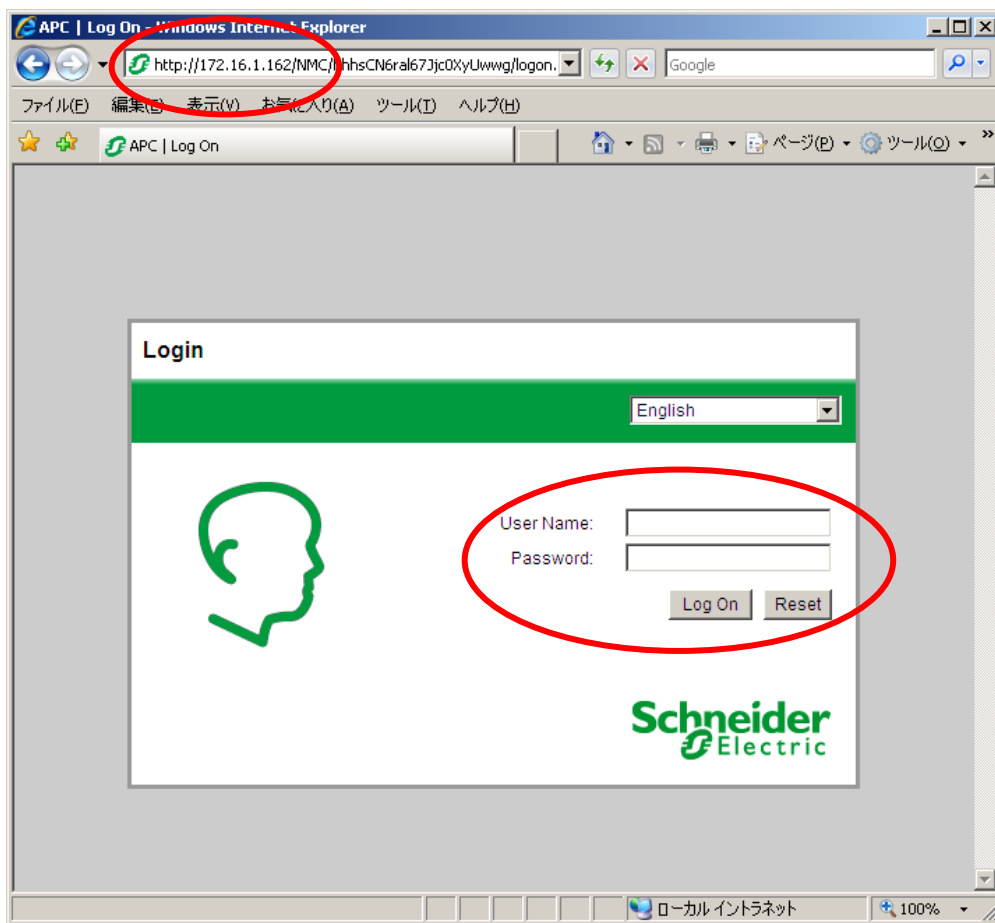 APC | Log On - Windows Internet Explorer
http://172.16.1.162/NMC/hhhsCN6ral67Jjc0XyUwwg/logon.
Google
ファイル(F) 編集(E) 表示(V) お気に入り(A) ツール(T) ヘルプ(H)
APC | Log On
ページ(P) ツール(O)
Login
English
User Name:
Password:
Log On Reset
Schneider
Electric
ローカル イントラネット 100%